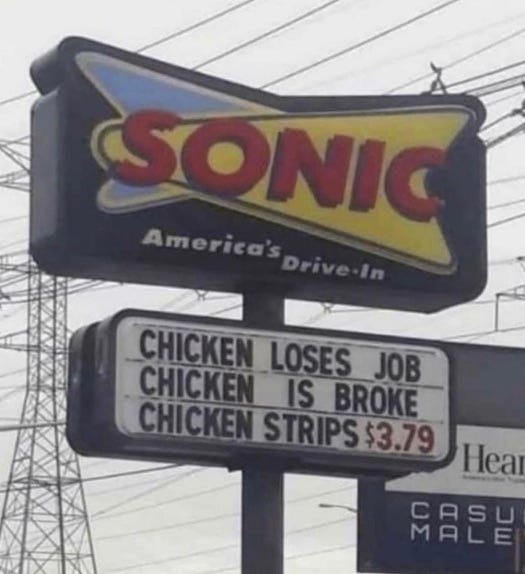 SONIC
America's Drive-In
CHICKEN LOSES JOB
CHICKEN IS BROKE
CHICKEN STRIPS $3.79
Hear
CASU
MALE